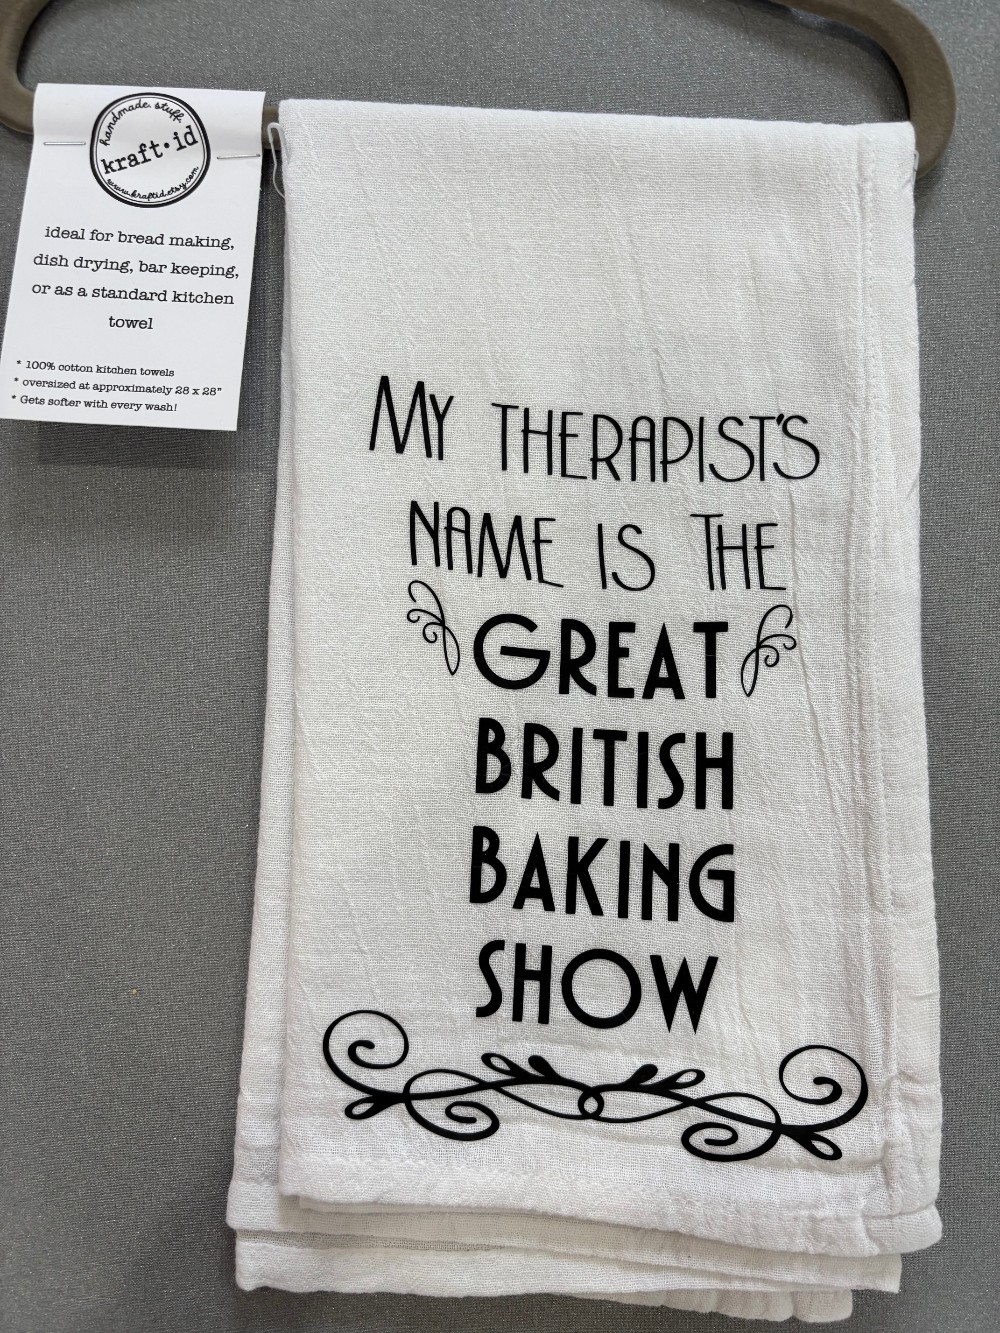 handmade. stuff.
kraft•id
www.kraftid.etsy.com
ideal for bread making,
dish drying, bar keeping,
or as a standard kitchen
towel
* 100% cotton kitchen towels
* oversized at approximately 28 x 28"
* Gets softer with every wash!
MY THERAPIST'S
NAME IS THE
GREAT
BRITISH
BAKING
SHOW